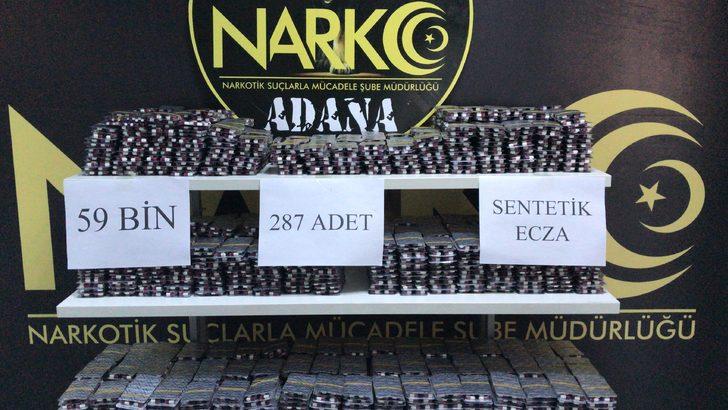 NARKO
NARKOTİK SUÇLARLA MÜCADELE ŞUBE MÜDÜRLÜĞÜ
ADANA
59 BİN
287 ADET
SENTETİK
ECZA
NARKOTİK SUÇLARLA MÜCADELE ŞUBE MÜDÜRLÜĞÜ